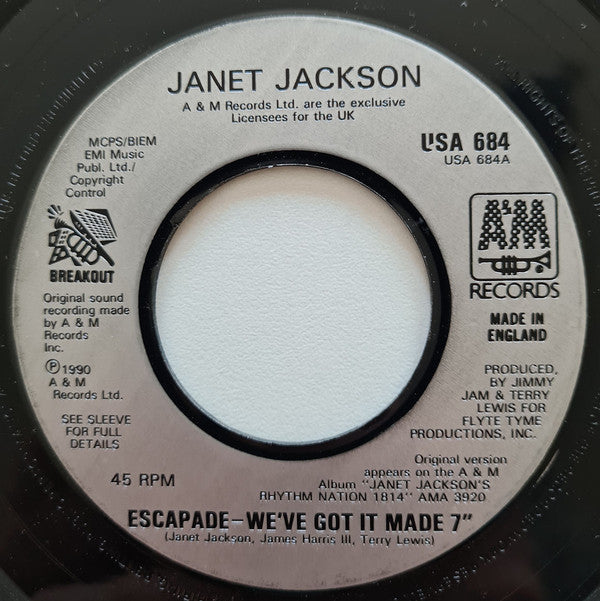 JANET JACKSON
A & M Records Ltd. are the exclusive
Licensees for the UK
MCPS/BIEM
EMI Music
Publ. Ltd./
Copyright
Control
USA 684
USA 684A
BREAKOUT
A&M
RECORDS
Original sound
recording made
by A & M
Records
Inc.
MADE IN
ENGLAND
℗1990
A & M
Records Ltd.
SEE SLEEVE
FOR FULL
DETAILS
PRODUCED,
BY JIMMY
JAM & TERRY
LEWIS FOR
FLYTE TYME
PRODUCTIONS, INC.
45 RPM
Original version
appears on the A & M
Album "JANET JACKSON'S
RHYTHM NATION 1814" AMA 3920
ESCAPADE-WE'VE GOT IT MADE 7"
(Janet Jackson, James Harris III, Terry Lewis)